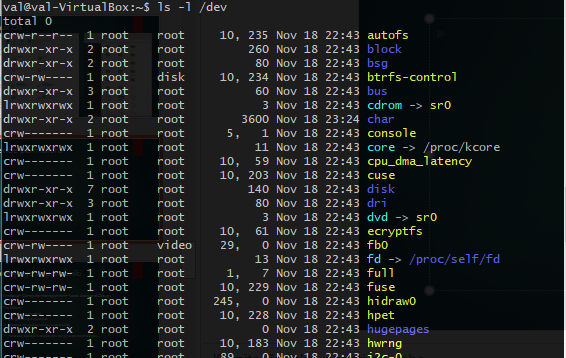 val@val-VirtualBox:~$ ls -l /dev
total 0
crw-r--r-- 1 root root 10, 235 Nov 18 22:43 autofs
drwxr-xr-x 2 root root 260 Nov 18 22:43 block
drwxr-xr-x 2 root root 80 Nov 18 22:43 bsg
crw-rw---- 1 root disk 10, 234 Nov 18 22:43 btrfs-control
drwxr-xr-x 3 root root 60 Nov 18 22:43 bus
lrwxrwxrwx 1 root root 3 Nov 18 22:43 cdrom -> sr0
drwxr-xr-x 2 root root 3600 Nov 18 23:24 char
crw------- 1 root root 5, 1 Nov 18 22:43 console
lrwxrwxrwx 1 root root 11 Nov 18 22:43 core -> /proc/kcore
crw------- 1 root root 10, 59 Nov 18 22:43 cpu_dma_latency
crw------- 1 root root 10, 203 Nov 18 22:43 cuse
drwxr-xr-x 7 root root 140 Nov 18 22:43 disk
drwxr-xr-x 3 root root 80 Nov 18 22:43 dri
lrwxrwxrwx 1 root root 3 Nov 18 22:43 dvd -> sr0
crw------- 1 root root 10, 61 Nov 18 22:43 ecryptfs
crw-rw---- 1 root video 29, 0 Nov 18 22:43 fb0
lrwxrwxrwx 1 root root 13 Nov 18 22:43 fd -> /proc/self/fd
crw-rw-rw- 1 root root 1, 7 Nov 18 22:43 full
crw-rw-rw- 1 root root 10, 229 Nov 18 22:43 fuse
crw------- 1 root root 245, 0 Nov 18 22:43 hidraw0
crw------- 1 root root 10, 228 Nov 18 22:43 hpet
drwxr-xr-x 2 root root 0 Nov 18 22:43 hugepages
crw------- 1 root root 10, 183 Nov 18 22:43 hwrng
crw------- 1 root root 89, 0 Nov 18 22:43 i2c-0